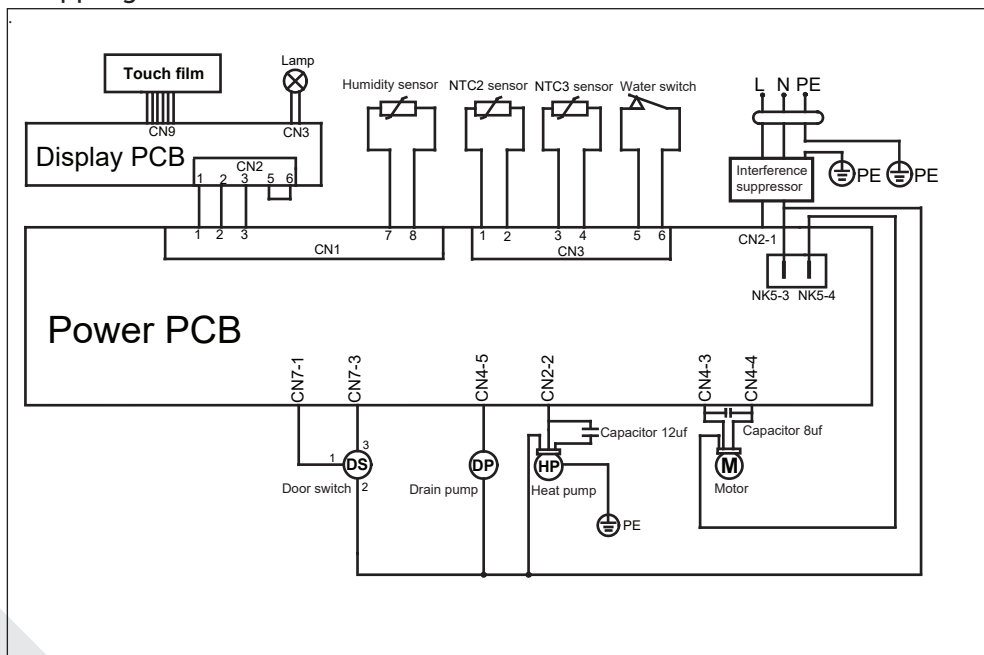 Touch film
Lamp
CN9
CN3
Display PCB
CN2
1 2 3 5 6
Humidity sensor
NTC2 sensor
NTC3 sensor
Water switch
L N PE
Interference
suppressor
PE
PE
1 2 3
7 8
CN1
1 2 3 4 5 6
CN3
CN2-1
NK5-3 NK5-4
Power PCB
CN7-1
CN7-3
CN4-5
CN2-2
CN4-3
CN4-4
Capacitor 12uf
Capacitor 8uf
1
3
DS
2
Door switch
DP
Drain pump
HP
Heat pump
PE
M
Motor